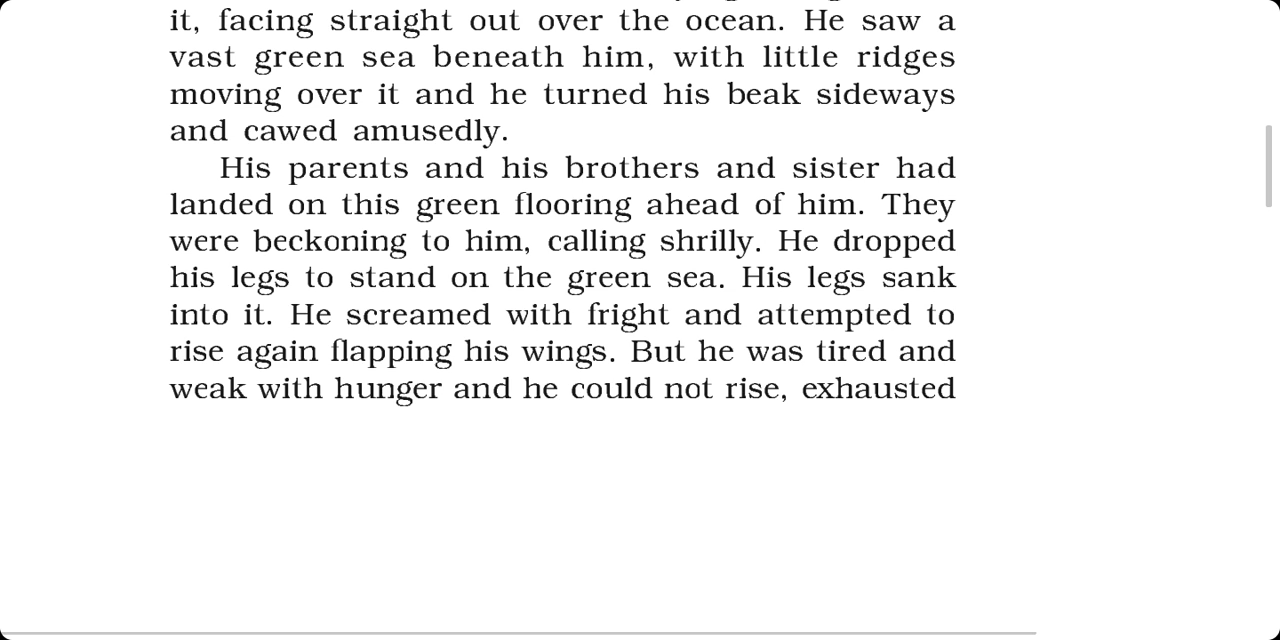 it, facing straight out over the ocean. He saw a
vast green sea beneath him, with little ridges
moving over it and he turned his beak sideways
and cawed amusedly.
His parents and his brothers and sister had
landed on this green flooring ahead of him. They
were beckoning to him, calling shrilly. He dropped
his legs to stand on the green sea. His legs sank
into it. He screamed with fright and attempted to
rise again flapping his wings. But he was tired and
weak with hunger and he could not rise, exhausted